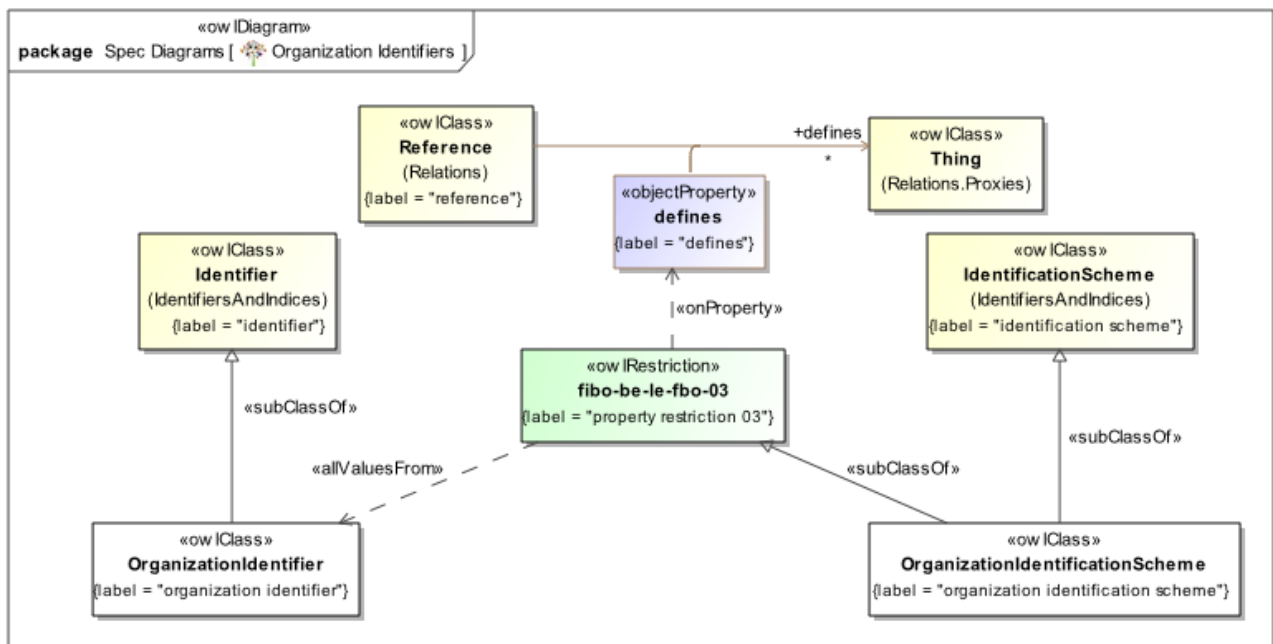 «owlDiagram»
package Spec Diagrams [ Organization Identifiers ]
«owlClass»
Reference
(Relations)
{label = "reference"}
+defines
*
«owlClass»
Thing
(Relations.Proxies)
«objectProperty»
defines
{label = "defines"}
«owlClass»
Identifier
(IdentifiersAndIndices)
{label = "identifier"}
«owlClass»
IdentificationScheme
(IdentifiersAndIndices)
{label = "identification scheme"}
«onProperty»
«owlRestriction»
fibo-be-le-fbo-03
{label = "property restriction 03"}
«subClassOf»
«subClassOf»
«allValuesFrom»
«subClassOf»
«owlClass»
OrganizationIdentifier
{label = "organization identifier"}
«owlClass»
OrganizationIdentificationScheme
{label = "organization identification scheme"}